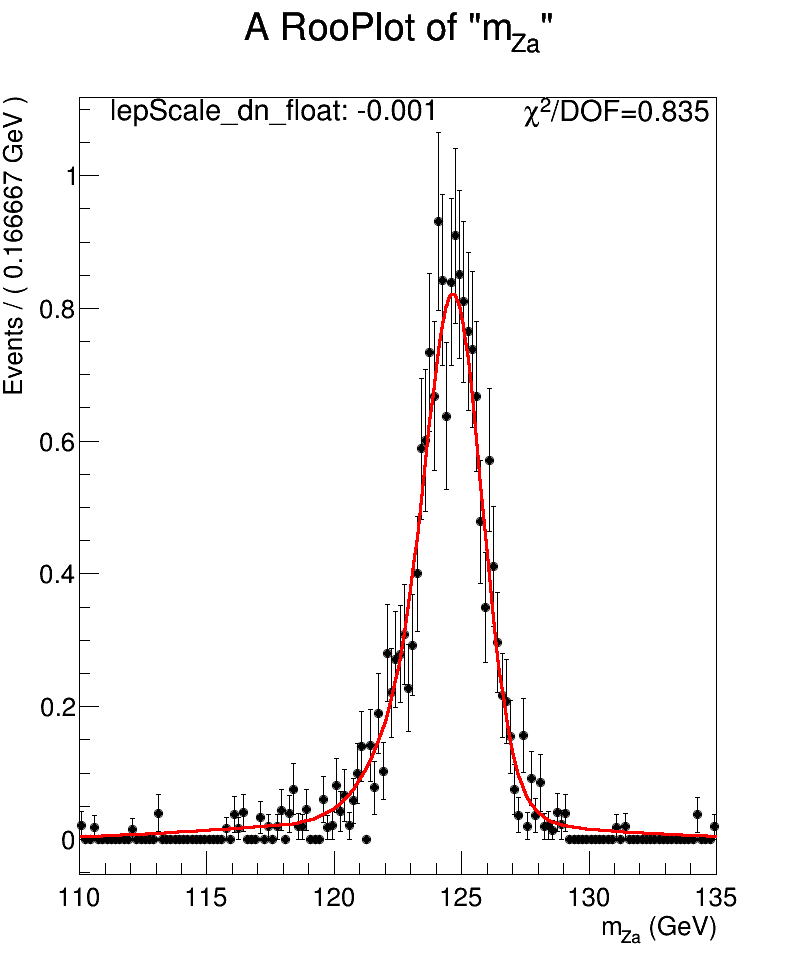 A RooPlot of "m_Za"
lepScale_dn_float: -0.001 χ²/DOF=0.835
Events / ( 0.166667 GeV )
1
0.8
0.6
0.4
0.2
0
110 115 120 125 130 135
m_Za (GeV)